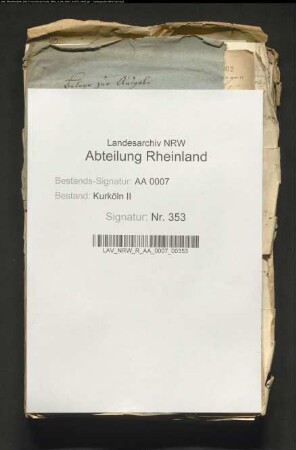 Landesarchiv NRW
Abteilung Rheinland
Bestands-Signatur: AA 0007
Bestand: Kurköln II
Signatur: Nr. 353
LAV_NRW_R_AA_0007_00353